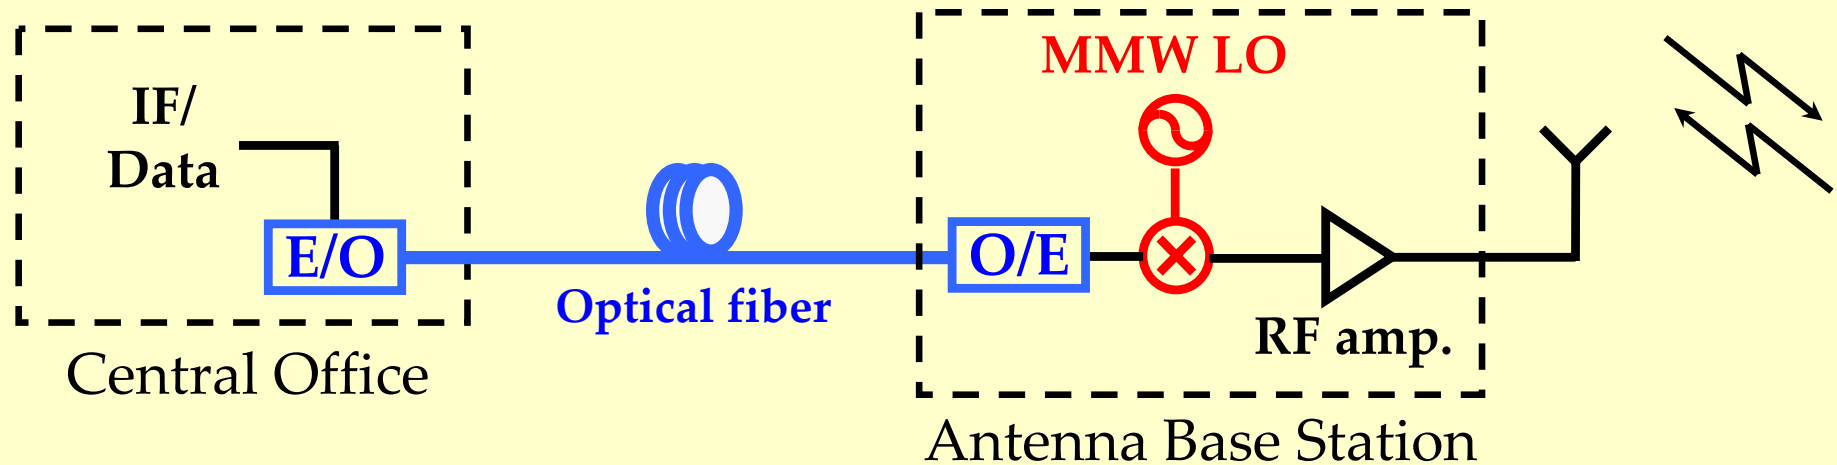 IF/
Data
E/O
Central Office
Optical fiber
MMW LO
O/E
RF amp.
Antenna Base Station